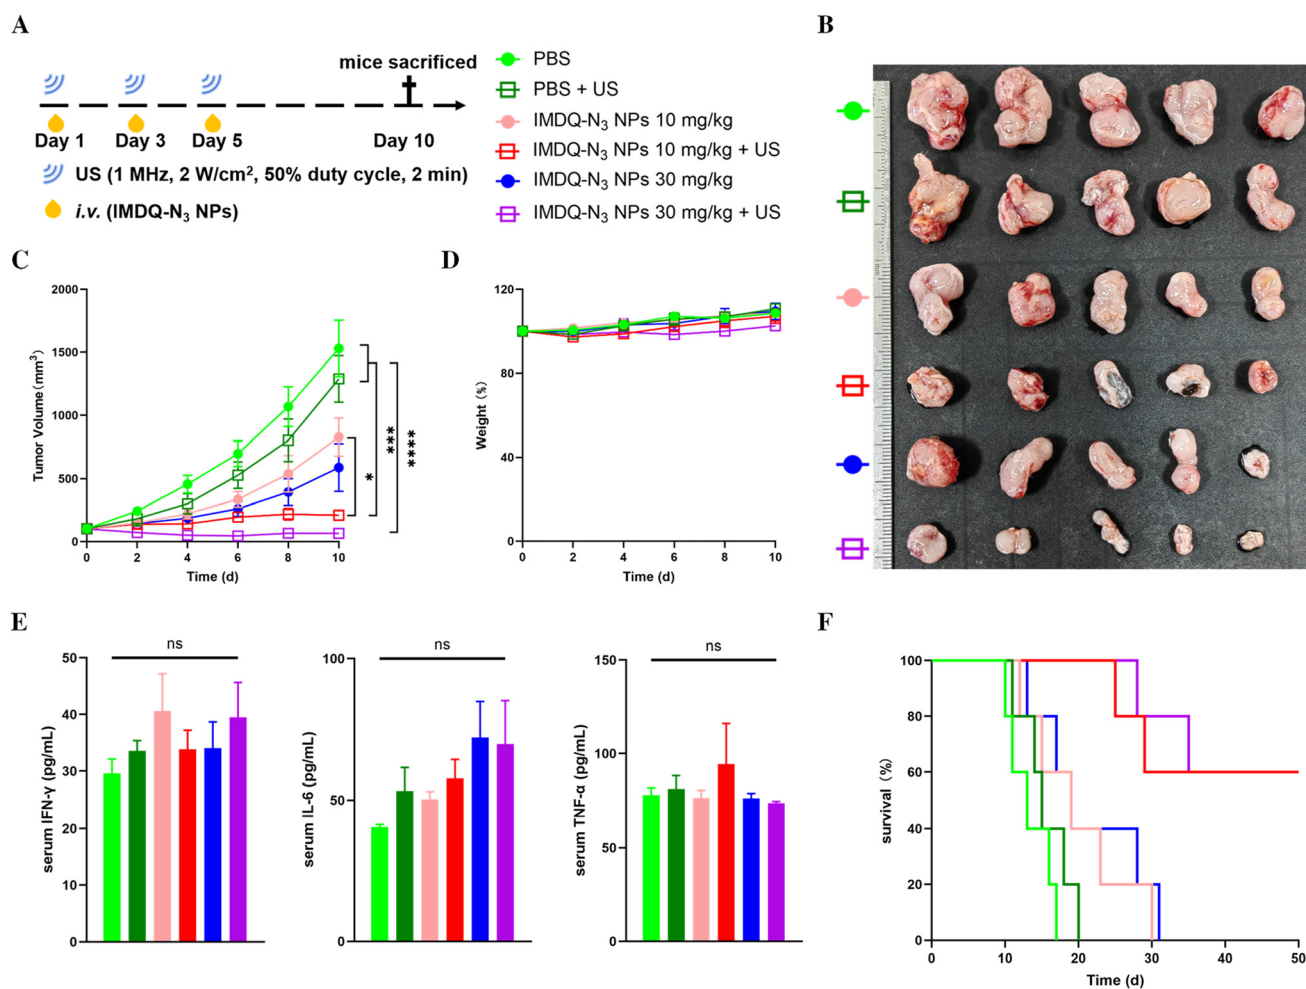 A
mice sacrificed
Day 1 Day 3 Day 5 Day 10
US (1 MHz, 2 W/cm², 50% duty cycle, 2 min)
i.v. (IMDQ-N₃ NPs)
PBS
PBS + US
IMDQ-N₃ NPs 10 mg/kg
IMDQ-N₃ NPs 10 mg/kg + US
IMDQ-N₃ NPs 30 mg/kg
IMDQ-N₃ NPs 30 mg/kg + US
B
C
Tumor Volume (mm³)
2000
1500
1000
500
0
0 2 4 6 8 10
Time (d)
*
***
****
D
Weight (%)
120
80
40
0
0 2 4 6 8 10
Time (d)
E
ns
serum IFN-γ (pg/mL)
50
40
30
20
10
0
ns
serum IL-6 (pg/mL)
100
50
0
ns
serum TNF-α (pg/mL)
150
100
50
0
F
survival (%)
100
80
60
40
20
0
0 10 20 30 40 50
Time (d)